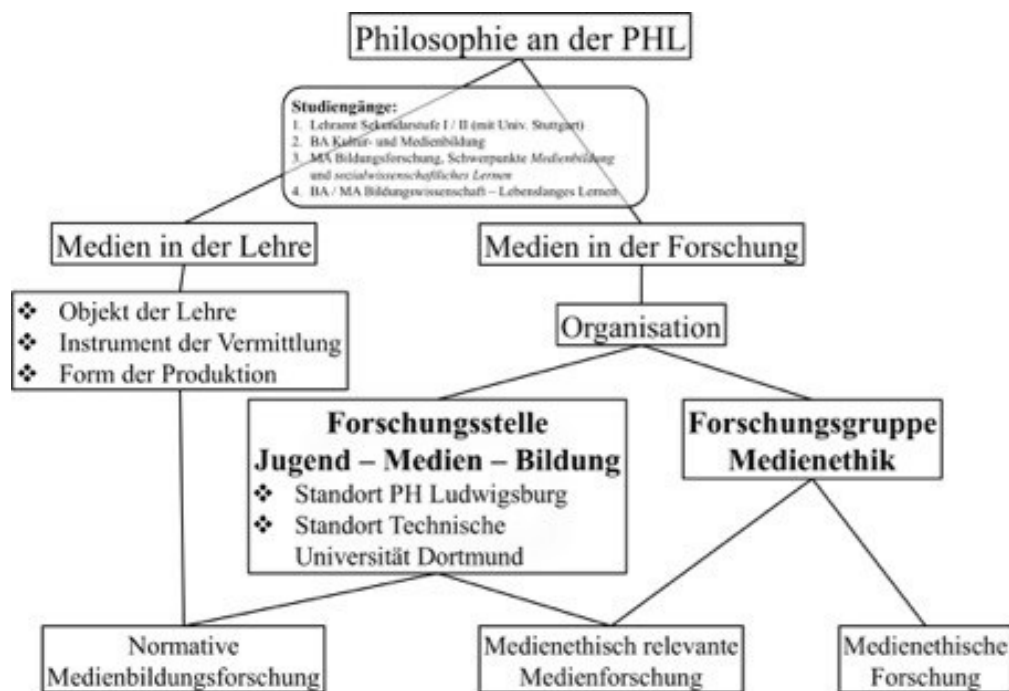 Philosophie an der PHL
Studiengänge:
1. Lehramt Sekundarstufe I / II (mit Univ. Stuttgart)
2. BA Kultur- und Medienbildung
3. MA Bildungsforschung, Schwerpunkte Medienbildung
und sozialwissenschaftliches Lernen
4. BA / MA Bildungswissenschaft – Lebenslanges Lernen
Medien in der Lehre
Medien in der Forschung
❖ Objekt der Lehre
❖ Instrument der Vermittlung
❖ Form der Produktion
Organisation
Forschungsstelle
Jugend – Medien – Bildung
❖ Standort PH Ludwigsburg
❖ Standort Technische
Universität Dortmund
Forschungsgruppe
Medienethik
Normative
Medienbildungsforschung
Medienethisch relevante
Medienforschung
Medienethische
Forschung